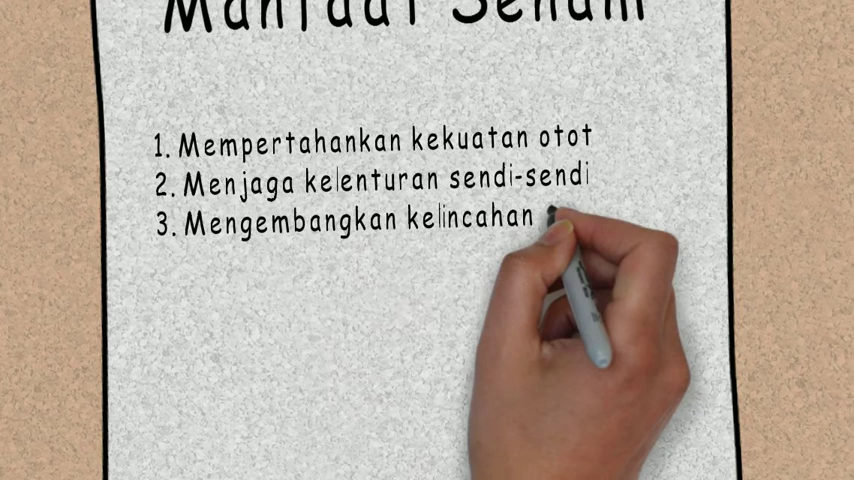 Manfaat Senam
1. Mempertahankan kekuatan otot
2. Menjaga kelenturan sendi-sendi
3. Mengembangkan kelincahan